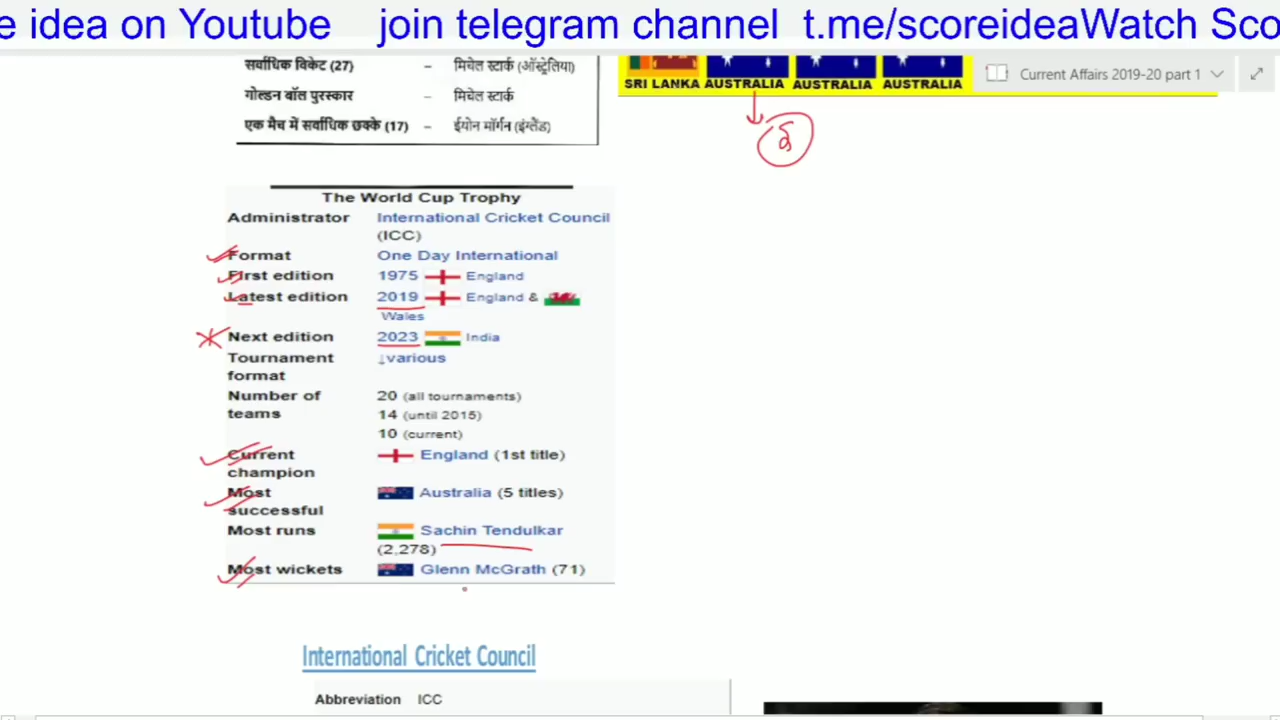 e idea on Youtube join telegram channel t.me/scoreideaWatch Sco
सर्वाधिक विकेट (27) – मिचेल स्टार्क (ऑस्ट्रेलिया)
गोल्डन बॉल पुरस्कार – मिचेल स्टार्क
एक मैच में सर्वाधिक छक्के (17) – ईयोन मॉर्गन (इंग्लैंड)
SRI LANKA AUSTRALIA AUSTRALIA AUSTRALIA
Current Affairs 2019-20 part 1
The World Cup Trophy
Administrator International Cricket Council
(ICC)
Format One Day International
First edition 1975 England
Latest edition 2019 England &
Wales
Next edition 2023 India
Tournament ↓various
format
Number of 20 (all tournaments)
teams 14 (until 2015)
10 (current)
Current England (1st title)
champion
Most Australia (5 titles)
successful
Most runs Sachin Tendulkar
(2,278)
Most wickets Glenn McGrath (71)
International Cricket Council
Abbreviation ICC